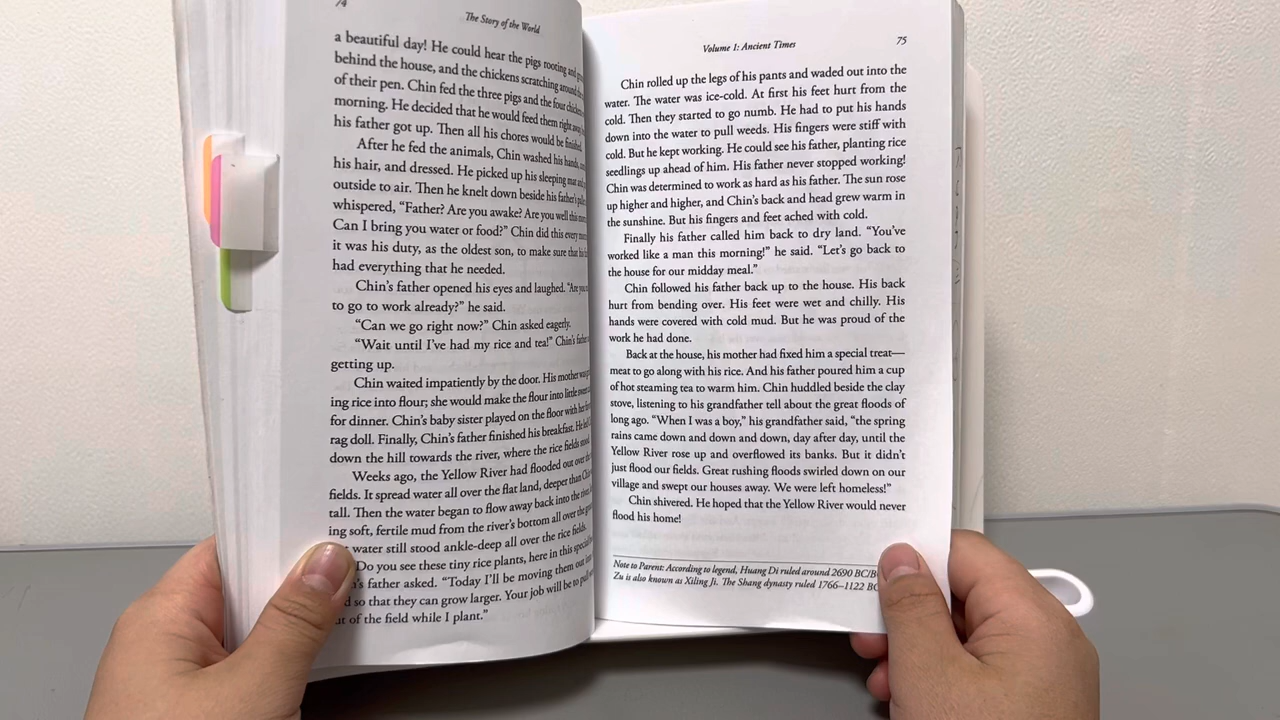 74
The Story of the World
a beautiful day! He could hear the pigs rooting and
behind the house, and the chickens scratching around
of their pen. Chin fed the three pigs and the four
morning. He decided that he would feed them right away
his father got up. Then all his chores would be finished.
After he fed the animals, Chin washed his hands,
his hair, and dressed. He picked up his sleeping mat and
outside to air. Then he knelt down beside his father's
whispered, “Father? Are you awake? Are you well this
Can I bring you water or food?” Chin did this every
it was his duty, as the oldest son, to make sure that his
had everything that he needed.
Chin’s father opened his eyes and laughed. “Are you
to go to work already?” he said.
“Can we go right now?” Chin asked eagerly.
“Wait until I’ve had my rice and tea!” Chin’s father
getting up.
Chin waited impatiently by the door. His mother was
ing rice into flour; she would make the flour into little
for dinner. Chin’s baby sister played on the floor with her
rag doll. Finally, Chin’s father finished his breakfast. He led
down the hill towards the river, where the rice fields stood.
Weeks ago, the Yellow River had flooded out over the
fields. It spread water all over the flat land, deeper than
tall. Then the water began to flow away back into the river,
ing soft, fertile mud from the river’s bottom all over the
water still stood ankle-deep all over the rice fields.
Do you see these tiny rice plants, here in this special
’s father asked. “Today I’ll be moving them out
so that they can grow larger. Your job will be to pull
of the field while I plant.”
Volume 1: Ancient Times
75
Chin rolled up the legs of his pants and waded out into the
water. The water was ice-cold. At first his feet hurt from the
cold. Then they started to go numb. He had to put his hands
down into the water to pull weeds. His fingers were stiff with
cold. But he kept working. He could see his father, planting rice
seedlings up ahead of him. His father never stopped working!
Chin was determined to work as hard as his father. The sun rose
up higher and higher, and Chin’s back and head grew warm in
the sunshine. But his fingers and feet ached with cold.
Finally his father called him back to dry land. “You’ve
worked like a man this morning!” he said. “Let’s go back to
the house for our midday meal.”
Chin followed his father back up to the house. His back
hurt from bending over. His feet were wet and chilly. His
hands were covered with cold mud. But he was proud of the
work he had done.
Back at the house, his mother had fixed him a special treat—
meat to go along with his rice. And his father poured him a cup
of hot steaming tea to warm him. Chin huddled beside the clay
stove, listening to his grandfather tell about the great floods of
long ago. “When I was a boy,” his grandfather said, “the spring
rains came down and down and down, day after day, until the
Yellow River rose up and overflowed its banks. But it didn’t
just flood our fields. Great rushing floods swirled down on our
village and swept our houses away. We were left homeless!”
Chin shivered. He hoped that the Yellow River would never
flood his home!
Note to Parent: According to legend, Huang Di ruled around 2690 BC/
Zu is also known as Xiling Ji. The Shang dynasty ruled 1766–1122